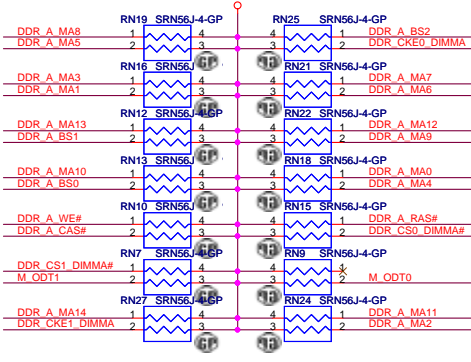 RN19 SRN56J-4-GP RN25 SRN56J-4-GP
DDR_A_MA8 1 4 4 1 DDR_A_BS2
DDR_A_MA5 2 3 3 2 DDR_CKE0_DIMMA
RN16 SRN56J RN21 SRN56J-4-GP
DDR_A_MA3 1 4 4 1 DDR_A_MA7
DDR_A_MA1 2 3 3 2 DDR_A_MA6
RN12 SRN56J RN22 SRN56J-4-GP
DDR_A_MA13 1 4 4 1 DDR_A_MA12
DDR_A_BS1 2 3 3 2 DDR_A_MA9
RN13 SRN56J RN18 SRN56J-4-GP
DDR_A_MA10 1 4 4 1 DDR_A_MA0
DDR_A_BS0 2 3 3 2 DDR_A_MA4
RN10 SRN56J RN15 SRN56J-4-GP
DDR_A_WE# 1 4 4 1 DDR_A_RAS#
DDR_A_CAS# 2 3 3 2 DDR_CS0_DIMMA#
RN7 SRN56J-4-GP RN9 SRN56J-4-GP
DDR_CS1_DIMMA# 1 4 4 1
M_ODT1 2 3 3 2 M_ODT0
RN27 SRN56J-4-GP RN24 SRN56J-4-GP
DDR_A_MA14 1 4 4 1 DDR_A_MA11
DDR_CKE1_DIMMA 2 3 3 2 DDR_A_MA2